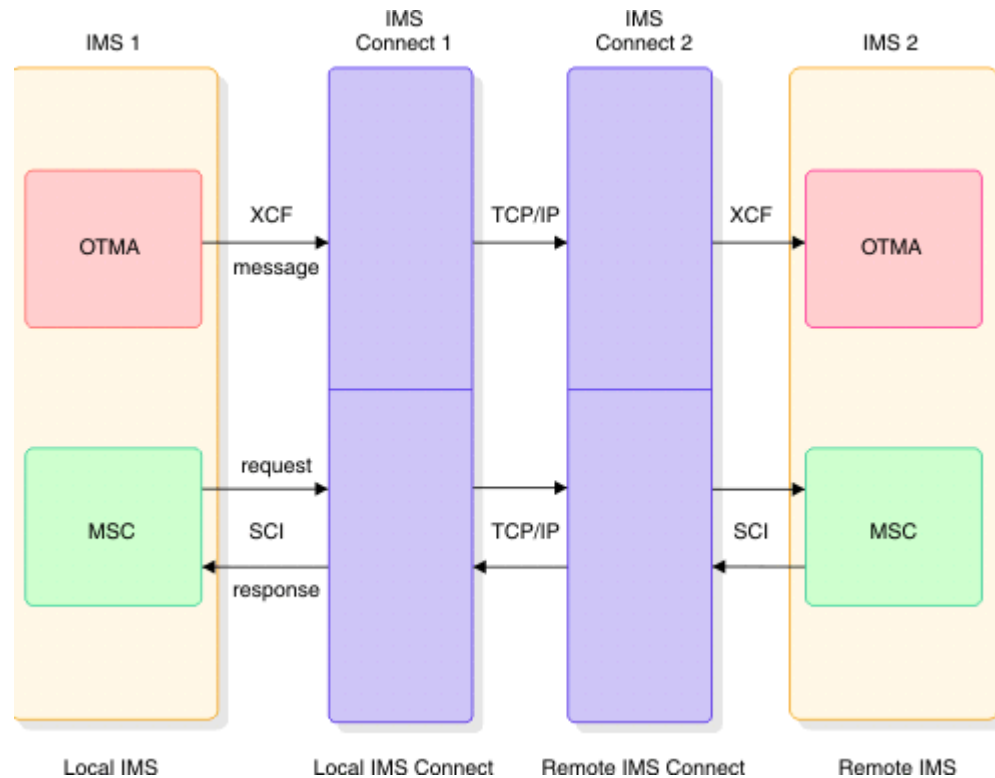 IMS 1
IMS
Connect 1
IMS
Connect 2
IMS 2
OTMA
XCF
message
TCP/IP
XCF
OTMA
MSC
request
SCI
response
TCP/IP
SCI
MSC
Local IMS
Local IMS Connect
Remote IMS Connect
Remote IMS